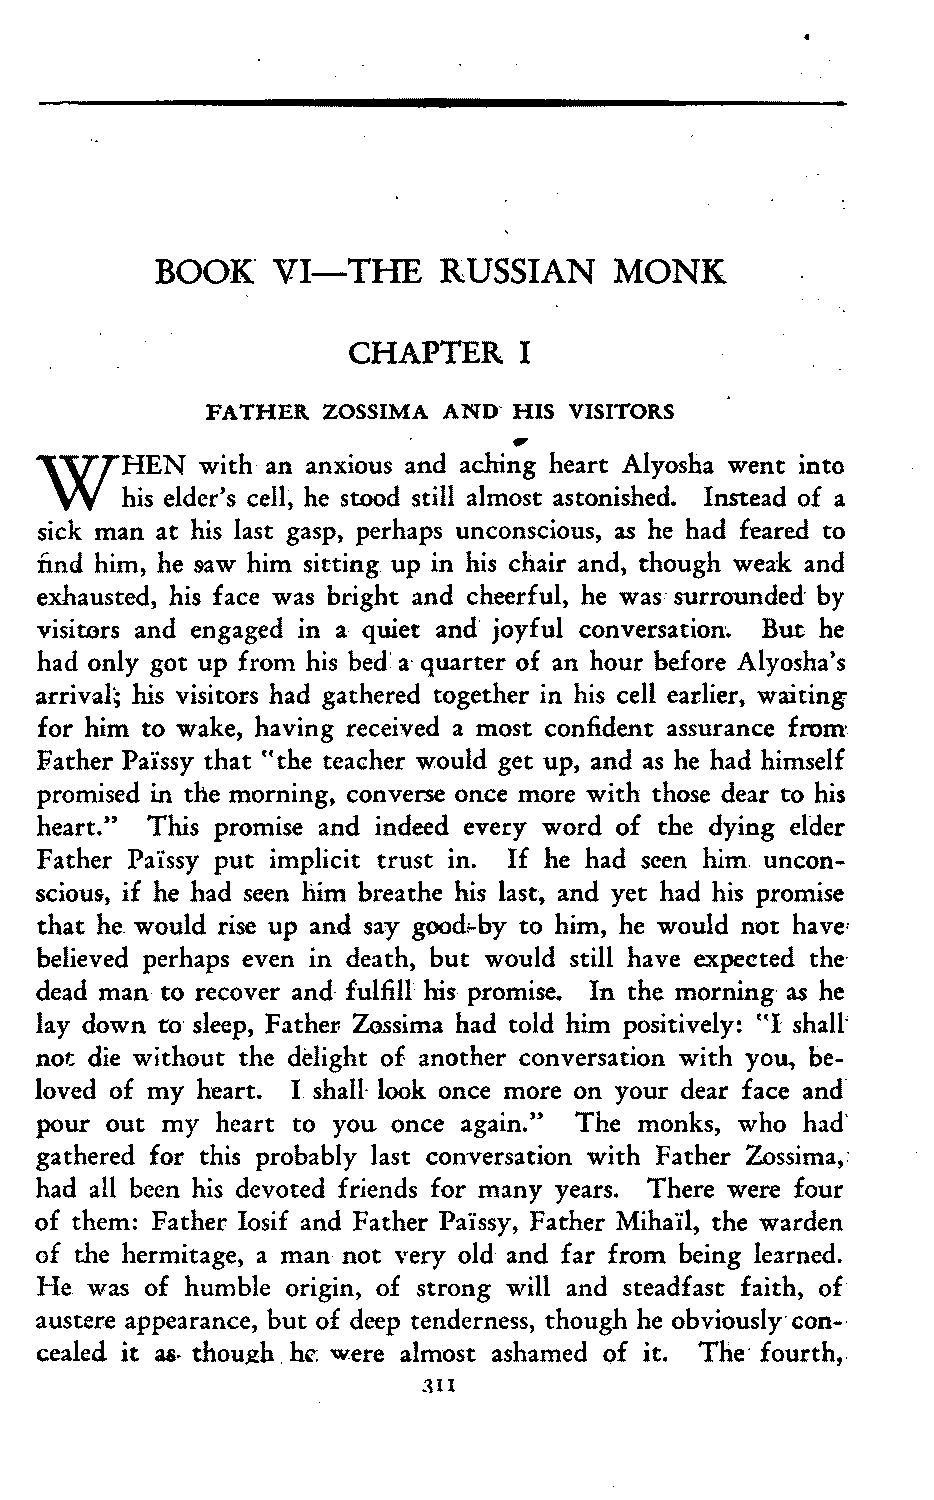 BOOK VI—THE RUSSIAN MONK
CHAPTER I
FATHER ZOSSIMA AND HIS VISITORS
WHEN with an anxious and aching heart Alyosha went into
his elder's cell, he stood still almost astonished. Instead of a
sick man at his last gasp, perhaps unconscious, as he had feared to
find him, he saw him sitting up in his chair and, though weak and
exhausted, his face was bright and cheerful, he was surrounded by
visitors and engaged in a quiet and joyful conversation. But he
had only got up from his bed a quarter of an hour before Alyosha's
arrival; his visitors had gathered together in his cell earlier, waiting
for him to wake, having received a most confident assurance from
Father Païssy that "the teacher would get up, and as he had himself
promised in the morning, converse once more with those dear to his
heart." This promise and indeed every word of the dying elder
Father Païssy put implicit trust in. If he had seen him uncon-
scious, if he had seen him breathe his last, and yet had his promise
that he would rise up and say good-by to him, he would not have
believed perhaps even in death, but would still have expected the
dead man to recover and fulfill his promise. In the morning as he
lay down to sleep, Father Zossima had told him positively: "I shall
not die without the delight of another conversation with you, be-
loved of my heart. I shall look once more on your dear face and
pour out my heart to you once again." The monks, who had
gathered for this probably last conversation with Father Zossima,
had all been his devoted friends for many years. There were four
of them: Father Iosif and Father Païssy, Father Mihaïl, the warden
of the hermitage, a man not very old and far from being learned.
He was of humble origin, of strong will and steadfast faith, of
austere appearance, but of deep tenderness, though he obviously con-
cealed it as though he were almost ashamed of it. The fourth,
311